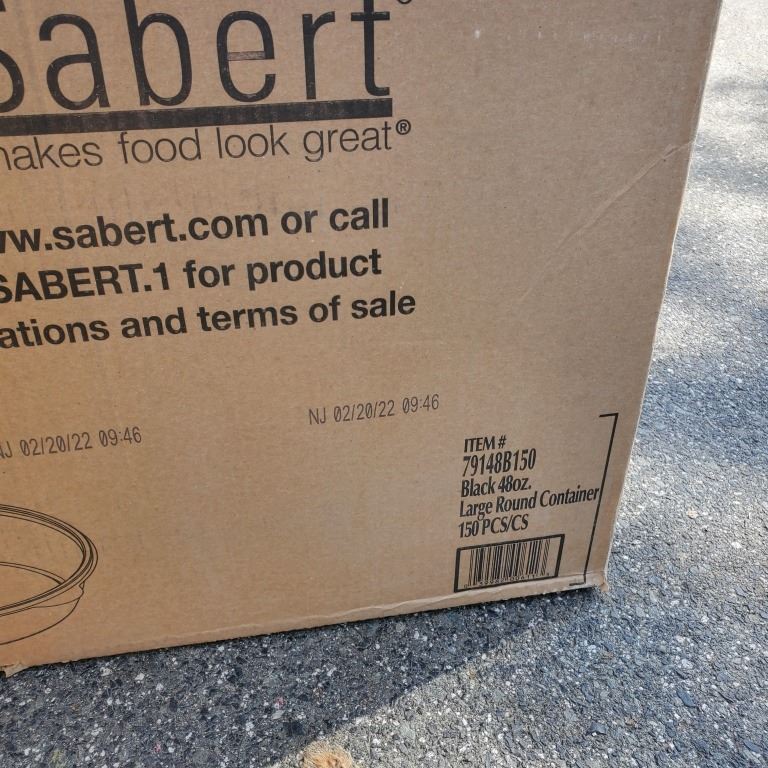 Sabert®
makes food look great®
www.sabert.com or call
SABERT.1 for product
ations and terms of sale
NJ 02/20/22 09:46
NJ 02/20/22 09:46
ITEM #
79148B150
Black 48oz.
Large Round Container
150 PCS/CS